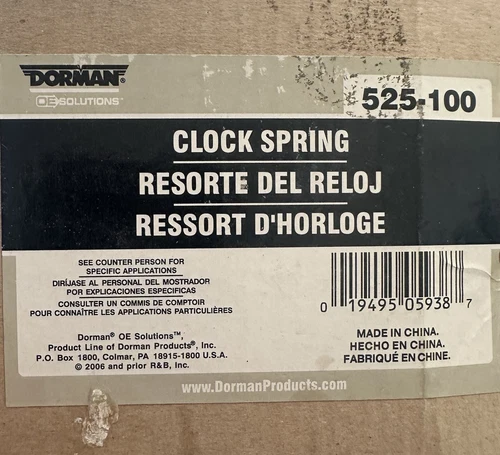 DORMAN®
OE SOLUTIONS™
525-100
CLOCK SPRING
RESORTE DEL RELOJ
RESSORT D'HORLOGE
SEE COUNTER PERSON FOR
SPECIFIC APPLICATIONS
DIRÍJASE AL PERSONAL DEL MOSTRADOR
POR EXPLICACIONES ESPECIFICAS
CONSULTER UN COMMIS DE COMPTOIR
POUR CONNAÎTRE LES APPLICATIONS PARTICULIÈRES
0 19495 05938 7
Dorman® OE Solutions™,
Product Line of Dorman Products®, Inc.
P.O. Box 1800, Colmar, PA 18915-1800 U.S.A.
© 2006 and prior R&B, Inc.
MADE IN CHINA.
HECHO EN CHINA.
FABRIQUÉ EN CHINE.
www.DormanProducts.com